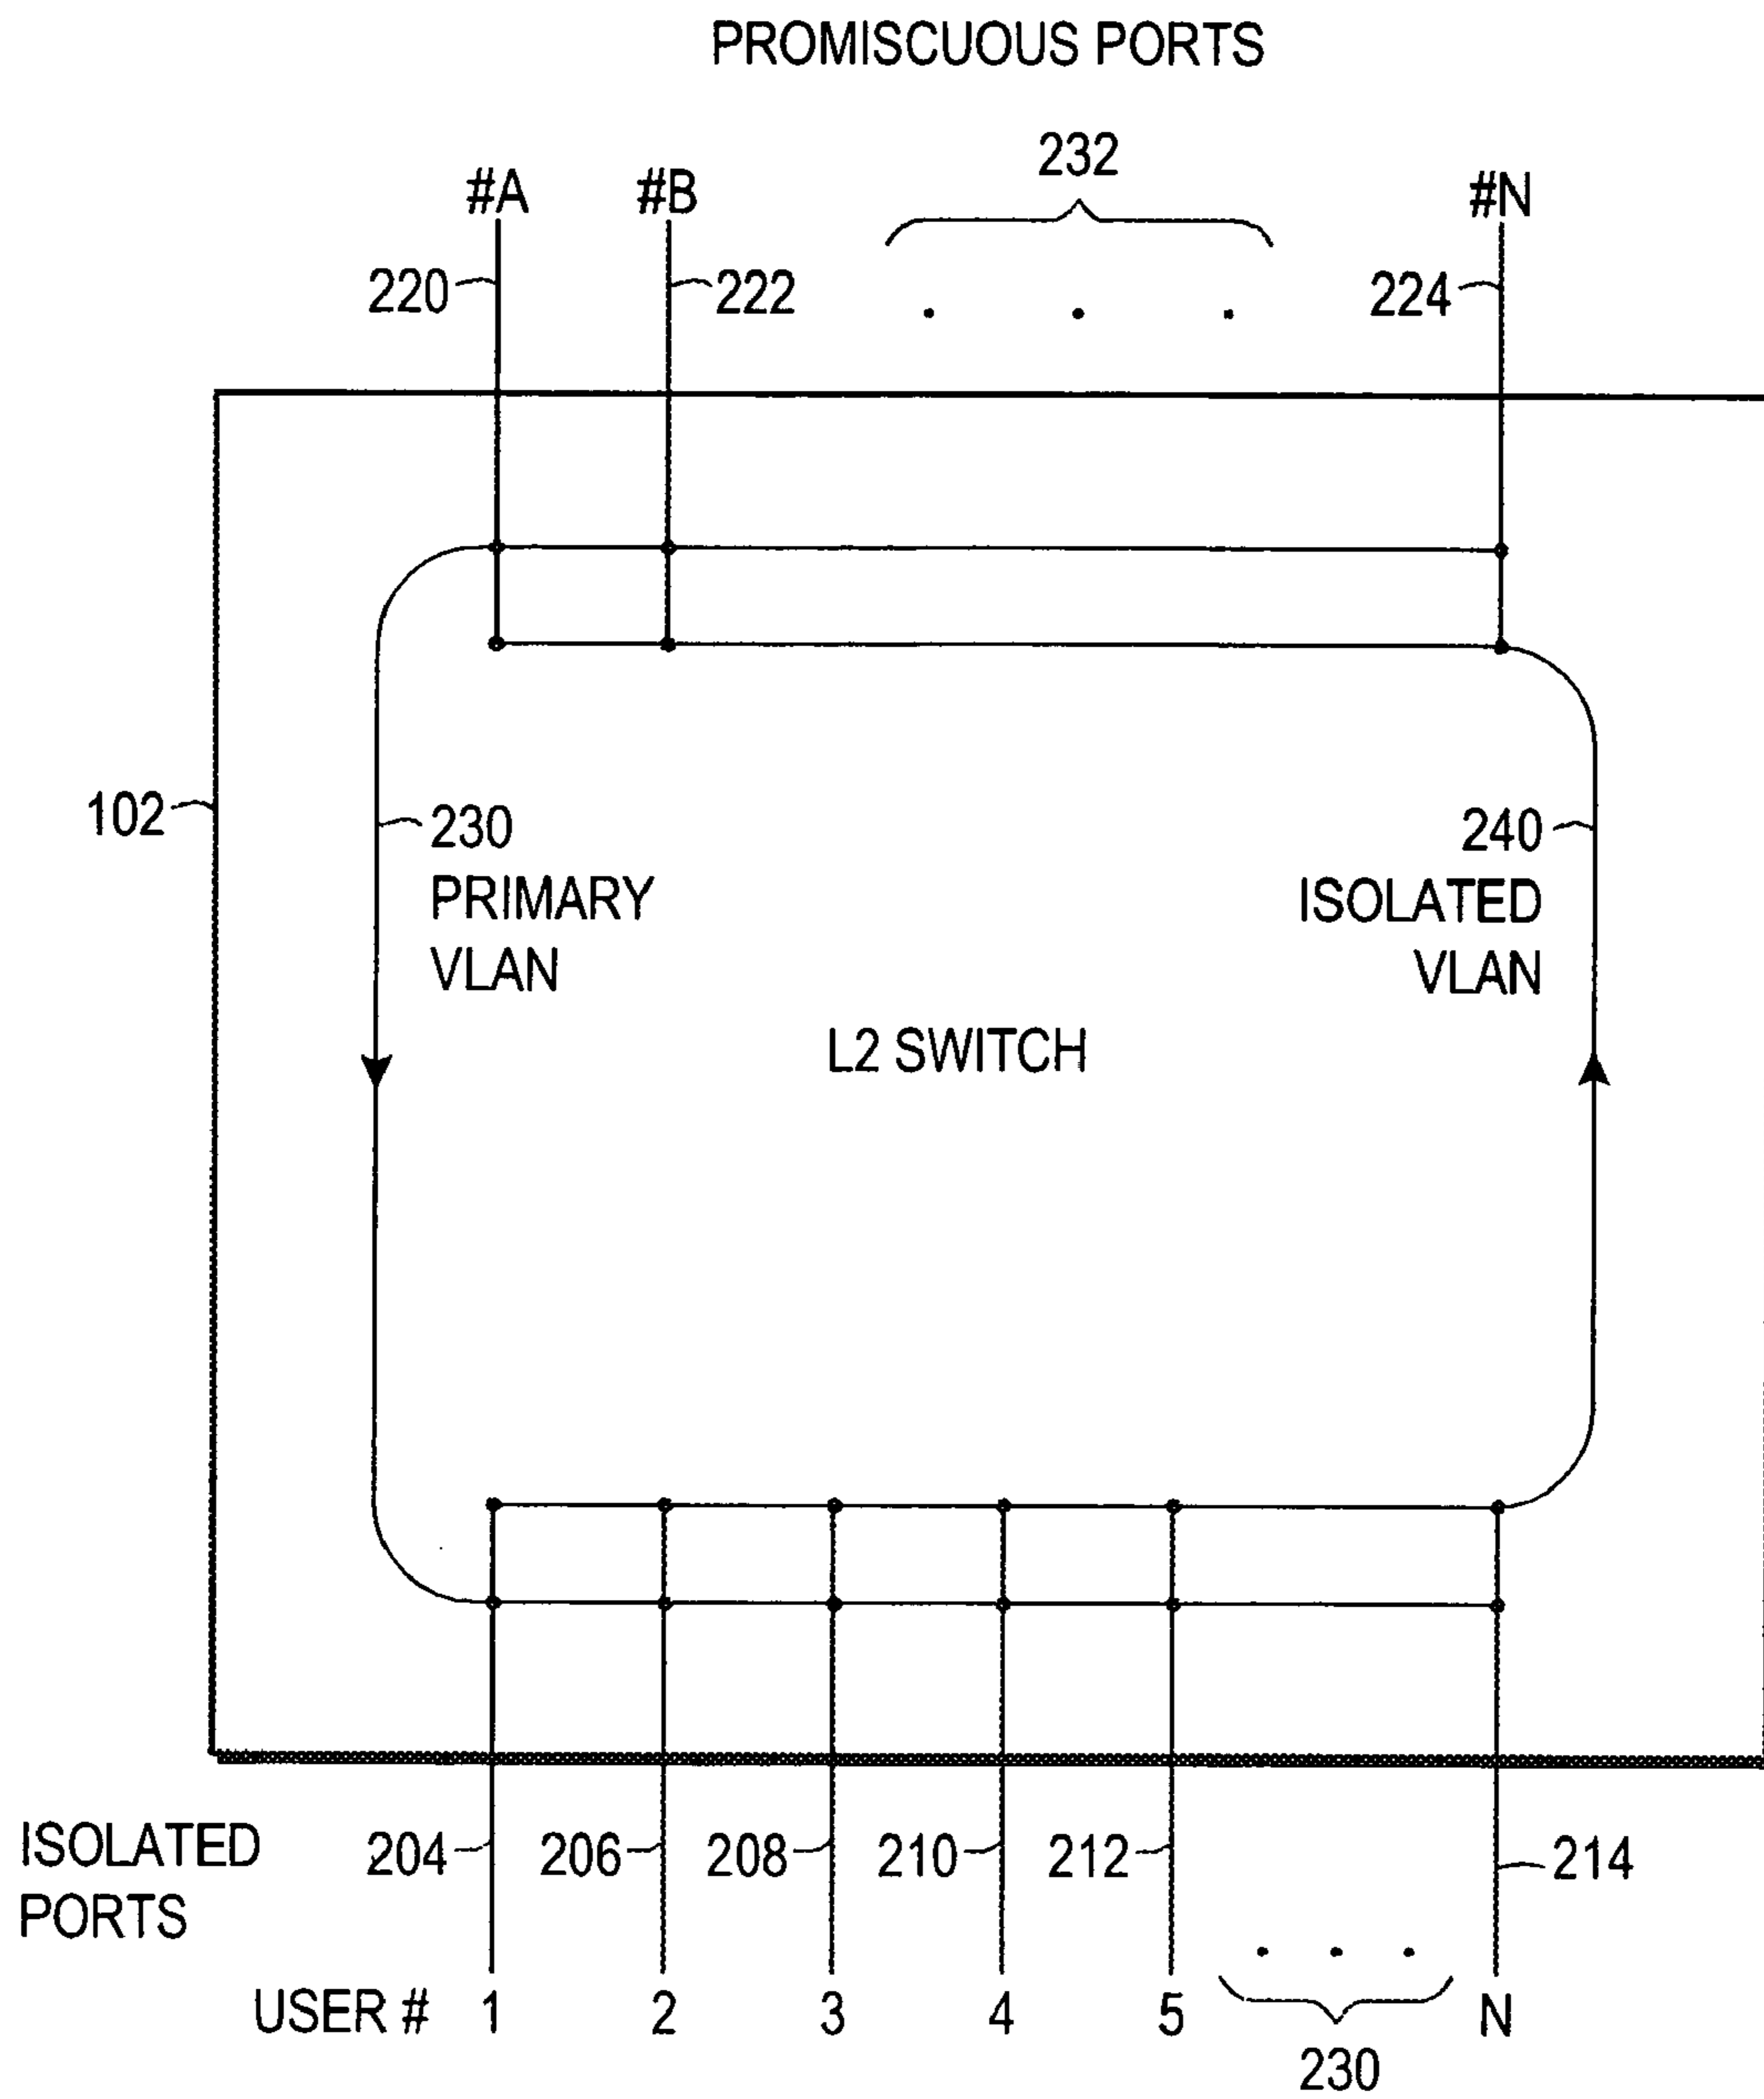 PROMISCUOUS PORTS
232
#A #B #N
220 222 . . . 224
102
230 240
PRIMARY ISOLATED
VLAN VLAN
L2 SWITCH
ISOLATED
PORTS
204 206 208 210 212 214
. . .
USER # 1 2 3 4 5 N
230